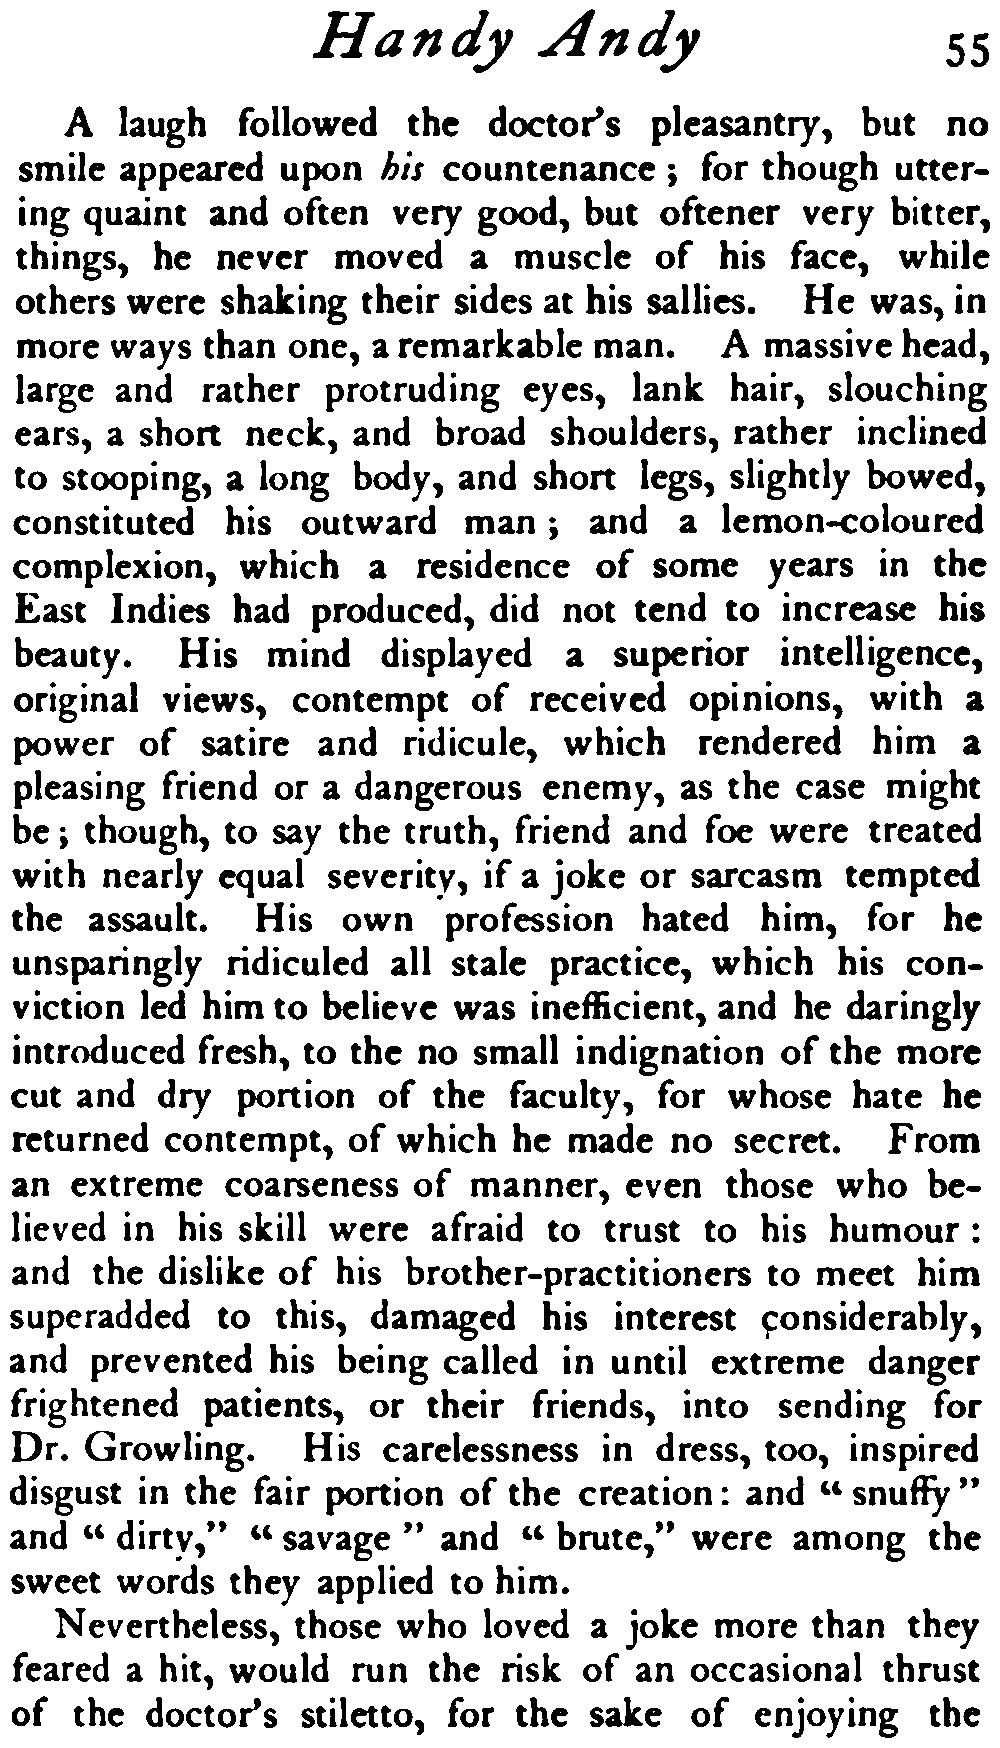 Handy Andy 55
A laugh followed the doctor's pleasantry, but no
smile appeared upon his countenance ; for though utter-
ing quaint and often very good, but oftener very bitter,
things, he never moved a muscle of his face, while
others were shaking their sides at his sallies. He was, in
more ways than one, a remarkable man. A massive head,
large and rather protruding eyes, lank hair, slouching
ears, a short neck, and broad shoulders, rather inclined
to stooping, a long body, and short legs, slightly bowed,
constituted his outward man ; and a lemon-coloured
complexion, which a residence of some years in the
East Indies had produced, did not tend to increase his
beauty. His mind displayed a superior intelligence,
original views, contempt of received opinions, with a
power of satire and ridicule, which rendered him a
pleasing friend or a dangerous enemy, as the case might
be ; though, to say the truth, friend and foe were treated
with nearly equal severity, if a joke or sarcasm tempted
the assault. His own profession hated him, for he
unsparingly ridiculed all stale practice, which his con-
viction led him to believe was inefficient, and he daringly
introduced fresh, to the no small indignation of the more
cut and dry portion of the faculty, for whose hate he
returned contempt, of which he made no secret. From
an extreme coarseness of manner, even those who be-
lieved in his skill were afraid to trust to his humour :
and the dislike of his brother-practitioners to meet him
superadded to this, damaged his interest considerably,
and prevented his being called in until extreme danger
frightened patients, or their friends, into sending for
Dr. Growling. His carelessness in dress, too, inspired
disgust in the fair portion of the creation : and “ snuffy ”
and “ dirty,” “ savage ” and “ brute,” were among the
sweet words they applied to him.
Nevertheless, those who loved a joke more than they
feared a hit, would run the risk of an occasional thrust
of the doctor's stiletto, for the sake of enjoying the